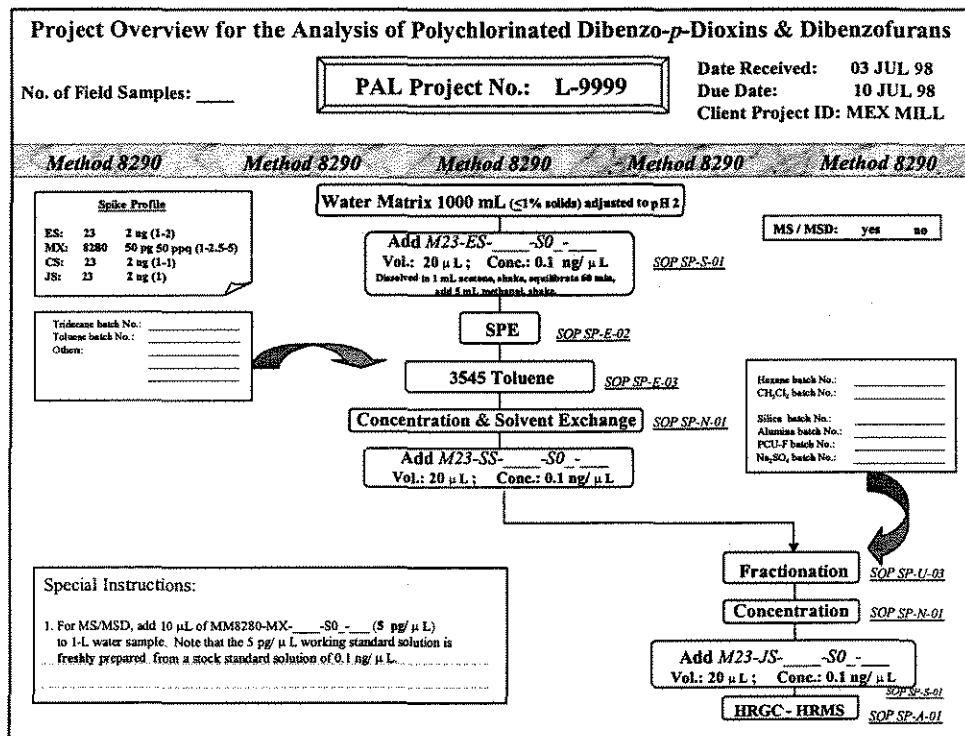 Project Overview for the Analysis of Polychlorinated Dibenzo-p-Dioxins & Dibenzofurans
No. of Field Samples: ____
PAL Project No.: L-9999
Date Received: 03 JUL 98
Due Date: 10 JUL 98
Client Project ID: MEX MILL
Method 8290 Method 8290 Method 8290 Method 8290 Method 8290
Spike Profile
ES: 23 2 ng (1-2)
MX: 8280 50 pg 50 ppq (1-2.5-5)
CS: 23 2 ng (1-1)
JS: 23 2 ng (1)
Water Matrix 1000 mL (≤1% solids) adjusted to pH 2
MS / MSD: yes no
Add M23-ES-____-S0_-___
Vol.: 20 µL ; Conc.: 0.1 ng/ µL
Dissolved in 1 mL acetone, shake, equilibrate 60 min,
add 5 mL methanol, shake.
SOP SP-S-01
SPE
SOP SP-E-02
Tridecane batch No.:
Toluene batch No.:
Others:
3545 Toluene
SOP SP-E-03
Concentration & Solvent Exchange
SOP SP-N-01
Add M23-SS-____-S0_-___
Vol.: 20 µL ; Conc.: 0.1 ng/ µL
Hexane batch No.:
CH₂Cl₂ batch No.:
Silica batch No.:
Alumina batch No.:
PCU-F batch No.:
Na₂SO₄ batch No.:
Fractionation
SOP SP-U-03
Concentration
SOP SP-N-01
Add M23-JS-____-S0_-___
Vol.: 20 µL ; Conc.: 0.1 ng/ µL
SOP SP-S-01
HRGC - HRMS
SOP SP-A-01
Special Instructions:
1. For MS/MSD, add 10 µL of MM8280-MX-____-S0_-___ (5 pg/ µL)
to 1-L water sample. Note that the 5 pg/ µL working standard solution is
freshly prepared from a stock standard solution of 0.1 ng/ µL.